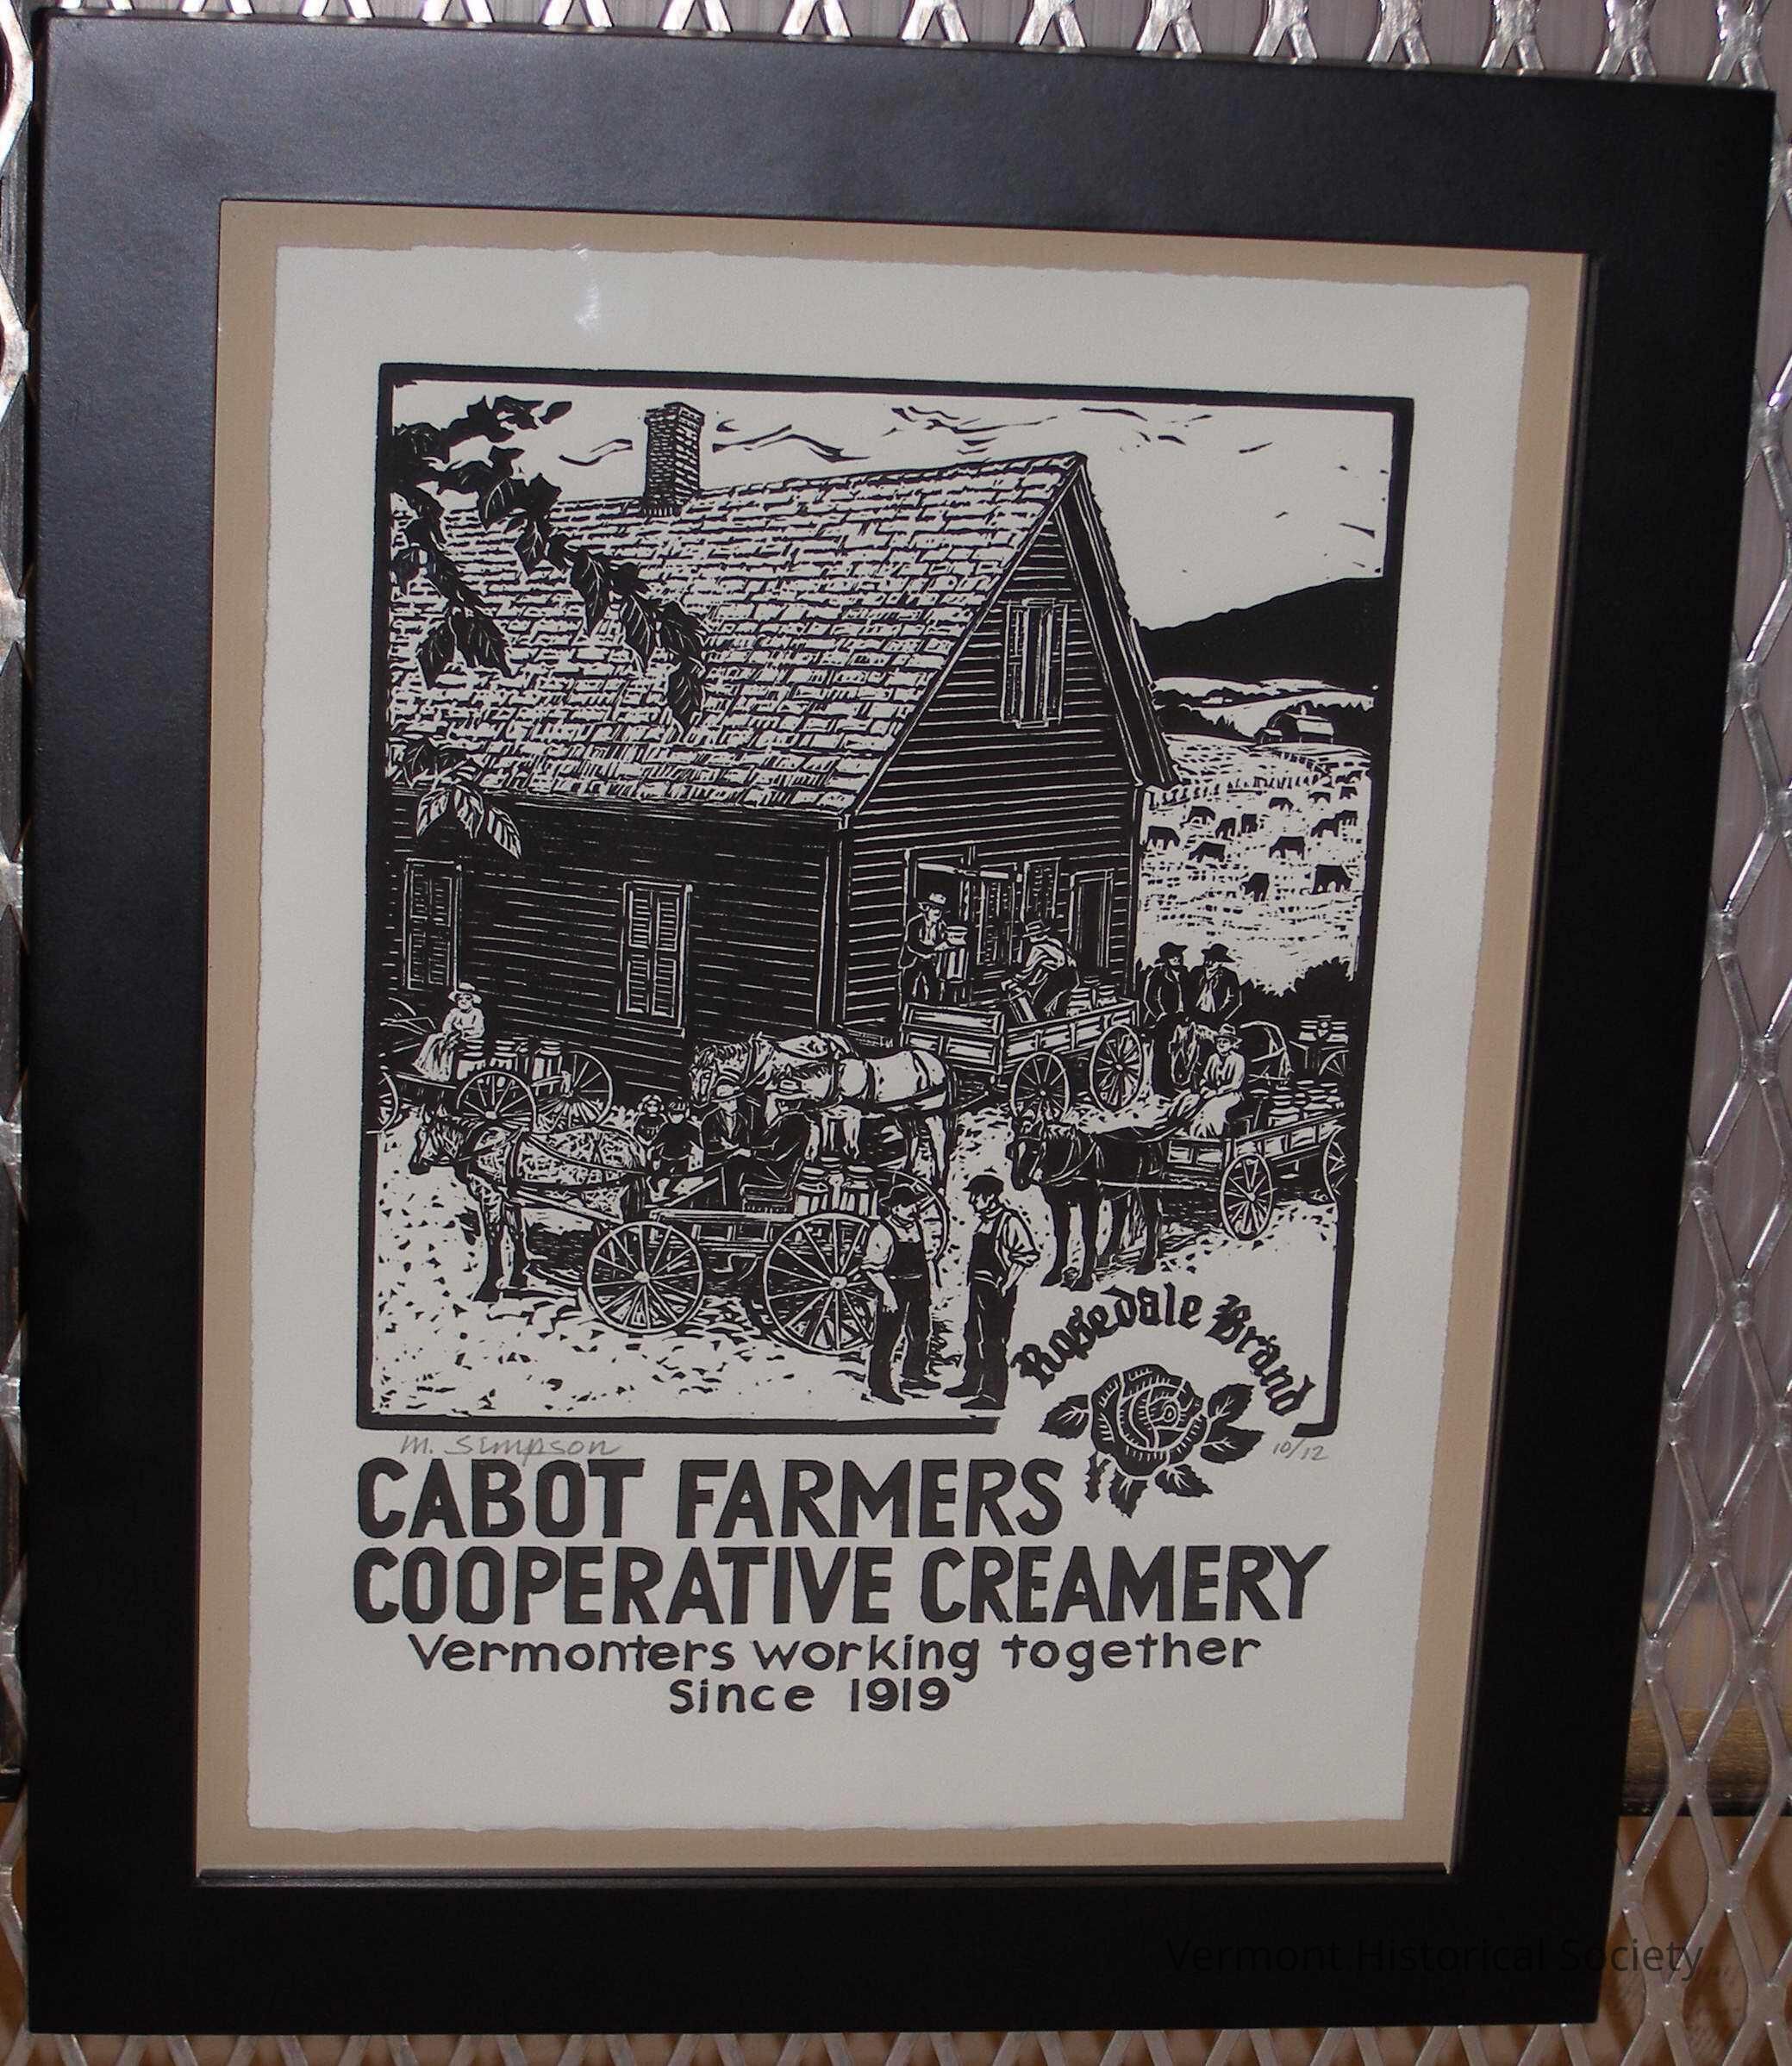 Rosedale Brand
M. Simpson
10/12
CABOT FARMERS
COOPERATIVE CREAMERY
Vermonters working together
Since 1919
Vermont Historical Society